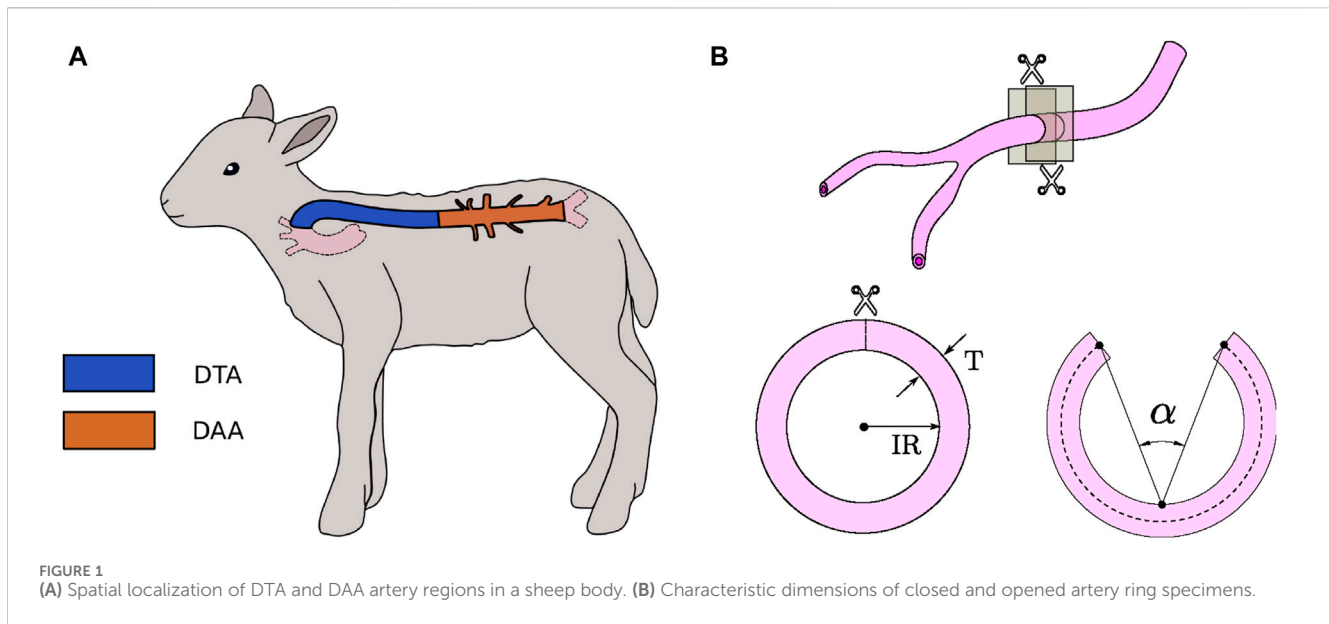 A
B
DTA
DAA
T
IR
α
FIGURE 1
(A) Spatial localization of DTA and DAA artery regions in a sheep body. (B) Characteristic dimensions of closed and opened artery ring specimens.